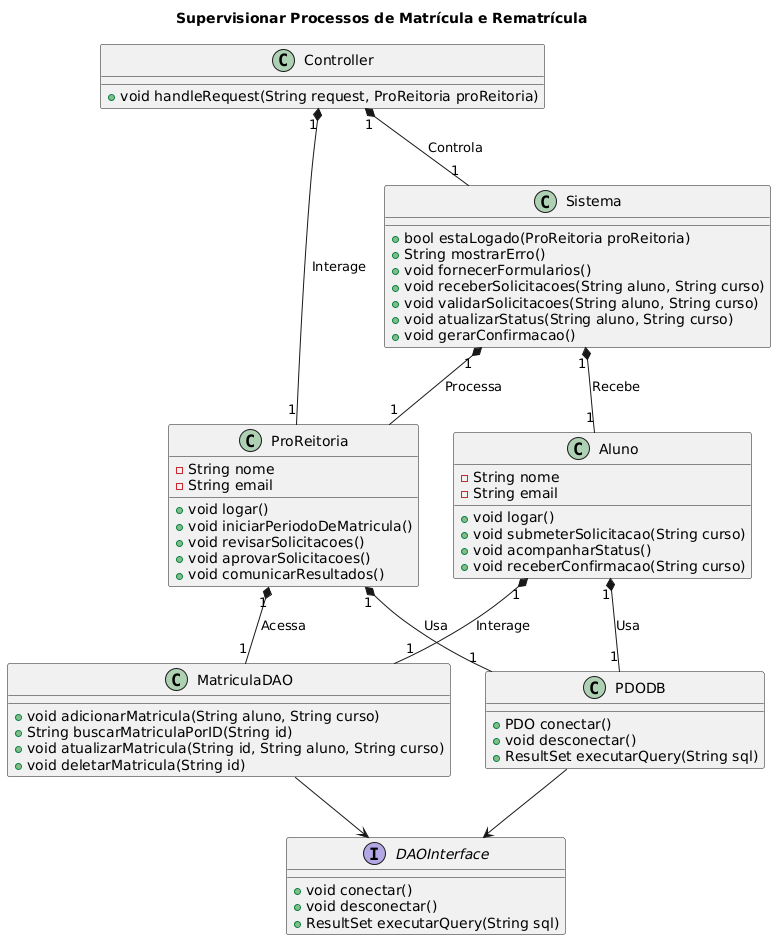 Supervisionar Processos de Matrícula e Rematrícula
C Controller
void handleRequest(String request, ProReitoria proReitoria)
1
1
Controla
1
C Sistema
bool estaLogado(ProReitoria proReitoria)
String mostrarErro()
void fornecerFormularios()
void receberSolicitacoes(String aluno, String curso)
void validarSolicitacoes(String aluno, String curso)
void atualizarStatus(String aluno, String curso)
void gerarConfirmacao()
Interage
1
1
Processa
Recebe
1
1
1
C ProReitoria
String nome
String email
void logar()
void iniciarPeriodoDeMatricula()
void revisarSolicitacoes()
void aprovarSolicitacoes()
void comunicarResultados()
C Aluno
String nome
String email
void logar()
void submeterSolicitacao(String curso)
void acompanharStatus()
void receberConfirmacao(String curso)
1
1
1
1
Acessa
Usa
Interage
Usa
1
1
1
1
C MatriculaDAO
void adicionarMatricula(String aluno, String curso)
String buscarMatriculaPorID(String id)
void atualizarMatricula(String id, String aluno, String curso)
void deletarMatricula(String id)
C PDODB
PDO conectar()
void desconectar()
ResultSet executarQuery(String sql)
I DAOInterface
void conectar()
void desconectar()
ResultSet executarQuery(String sql)